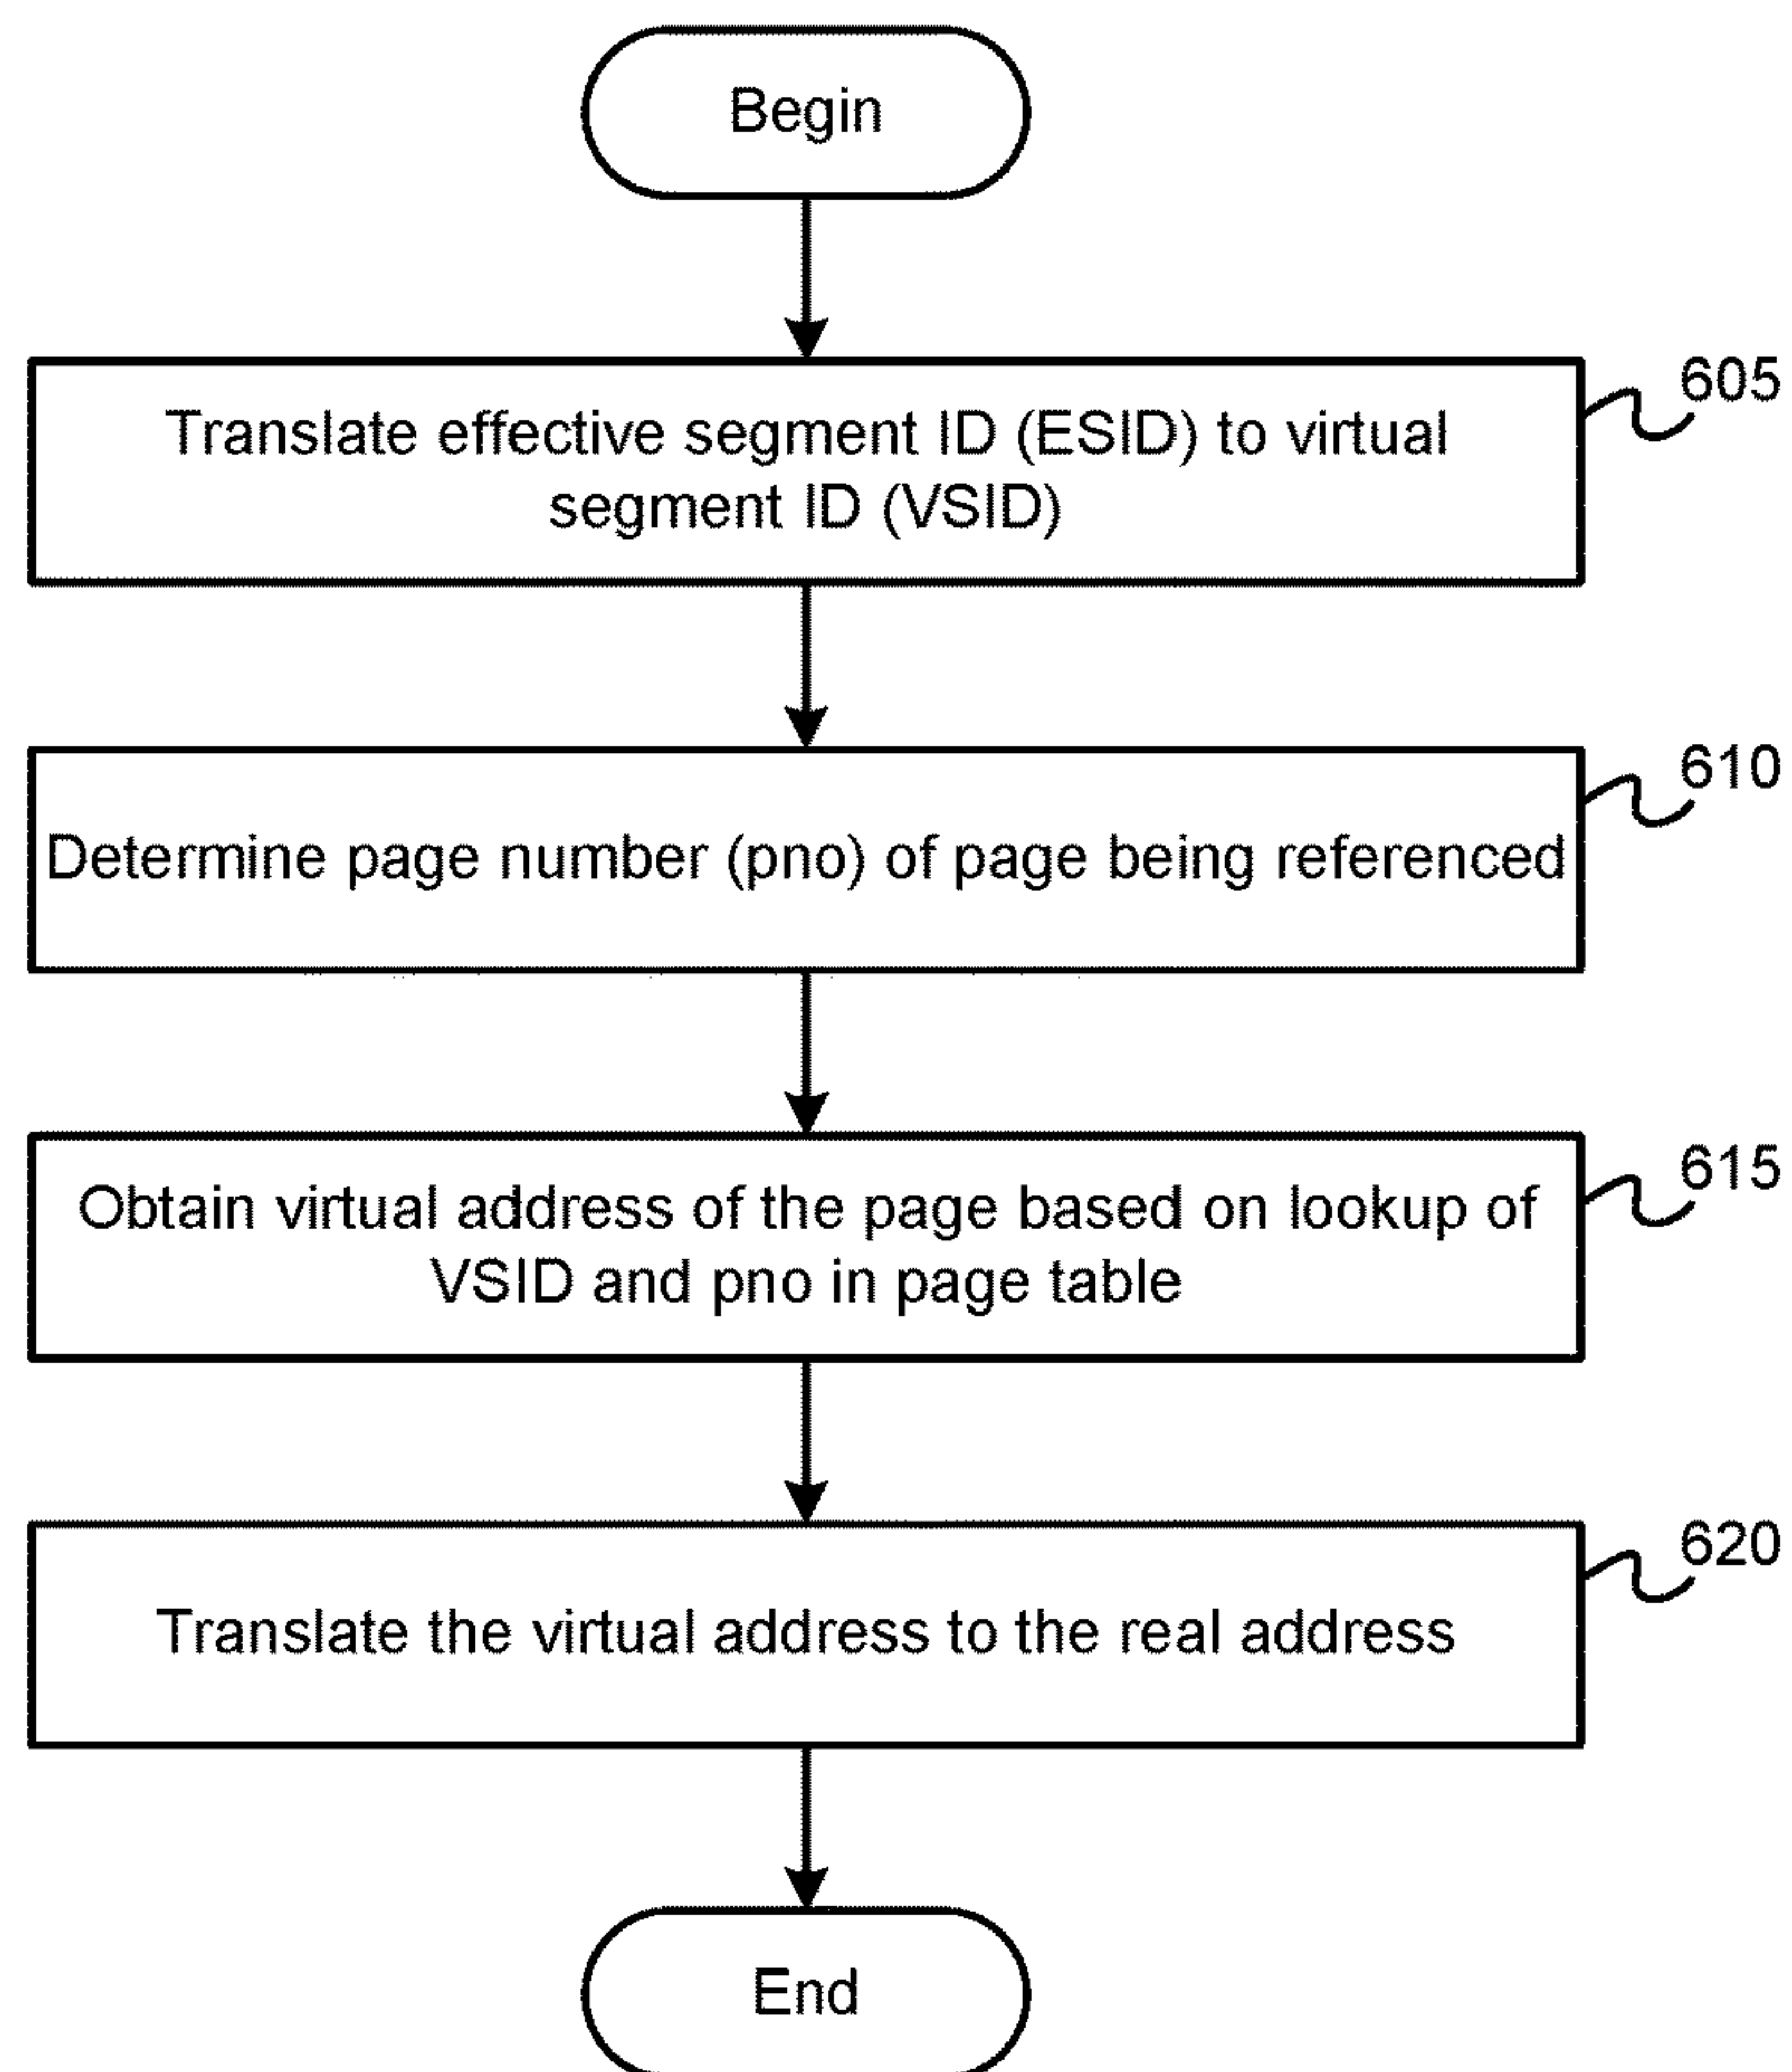 Begin
605
Translate effective segment ID (ESID) to virtual
segment ID (VSID)
610
Determine page number (pno) of page being referenced
615
Obtain virtual address of the page based on lookup of
VSID and pno in page table
620
Translate the virtual address to the real address
End